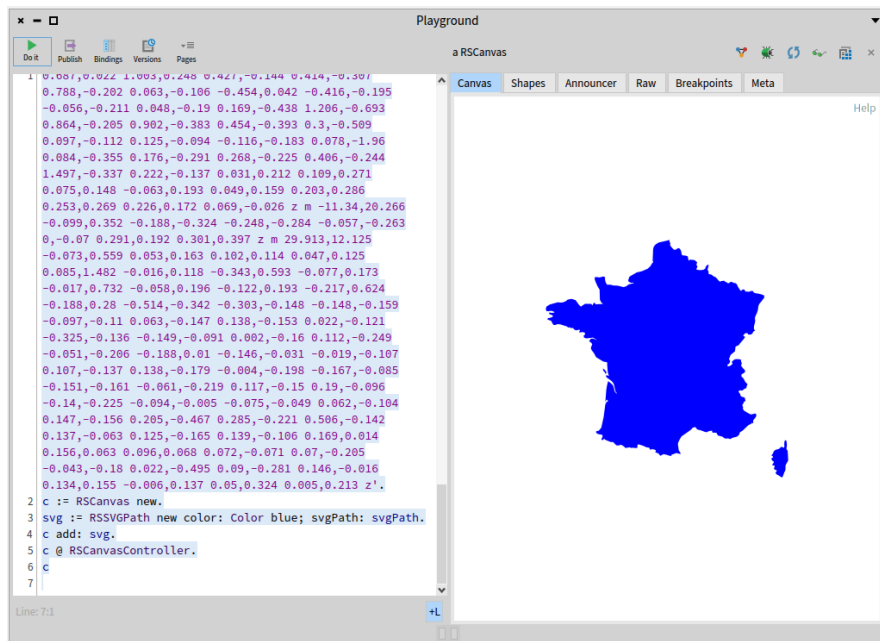 Playground
Do it
Publish
Bindings
Versions
Pages
a RSCanvas
1 0.687,0.022 1.003,0.248 0.427,-0.144 0.414,-0.307
0.788,-0.202 0.063,-0.106 -0.454,0.042 -0.416,-0.195
-0.056,-0.211 0.048,-0.19 0.169,-0.438 1.206,-0.693
0.864,-0.205 0.902,-0.383 0.454,-0.393 0.3,-0.509
0.097,-0.112 0.125,-0.094 -0.116,-0.183 0.078,-1.96
0.084,-0.355 0.176,-0.291 0.268,-0.225 0.406,-0.244
1.497,-0.337 0.222,-0.137 0.031,0.212 0.109,0.271
0.075,0.148 -0.063,0.193 0.049,0.159 0.203,0.286
0.253,0.269 0.226,0.172 0.069,-0.026 z m -11.34,20.266
-0.099,0.352 -0.188,-0.324 -0.248,-0.284 -0.057,-0.263
0,-0.07 0.291,0.192 0.301,0.397 z m 29.913,12.125
-0.073,0.559 0.053,0.163 0.102,0.114 0.047,0.125
0.085,1.482 -0.016,0.118 -0.343,0.593 -0.077,0.173
-0.017,0.732 -0.058,0.196 -0.122,0.193 -0.217,0.624
-0.188,0.28 -0.514,-0.342 -0.303,-0.148 -0.148,-0.159
-0.097,-0.11 0.063,-0.147 0.138,-0.153 0.022,-0.121
-0.325,-0.136 -0.149,-0.091 0.002,-0.16 0.112,-0.249
-0.051,-0.206 -0.188,0.01 -0.146,-0.031 -0.019,-0.107
0.107,-0.137 0.138,-0.179 -0.004,-0.198 -0.167,-0.085
-0.151,-0.161 -0.061,-0.219 0.117,-0.15 0.19,-0.096
-0.14,-0.225 -0.094,-0.005 -0.075,-0.049 0.062,-0.104
0.147,-0.156 0.205,-0.467 0.285,-0.221 0.506,-0.142
0.137,-0.063 0.125,-0.165 0.139,-0.106 0.169,0.014
0.156,0.063 0.096,0.068 0.072,-0.071 0.07,-0.205
-0.043,-0.18 0.022,-0.495 0.09,-0.281 0.146,-0.016
0.134,0.155 -0.006,0.137 0.05,0.324 0.005,0.213 z'.
2 c := RSCanvas new.
3 svg := RSSVGPath new color: Color blue; svgPath: svgPath.
4 c add: svg.
5 c @ RSCanvasController.
6 c
7
Line: 7:1
+L
Canvas
Shapes
Announcer
Raw
Breakpoints
Meta
Help